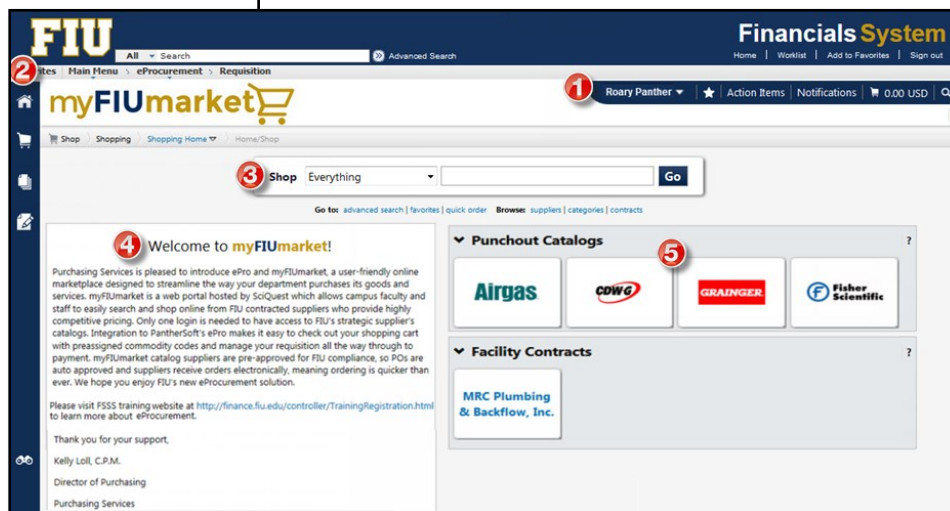 FIU
Financials System
All Search Advanced Search
Home | Worklist | Add to Favorites | Sign out
2 ites Main Menu > eProcurement > Requisition
myFIUmarket
1 Roary Panther Action Items Notifications 0.00 USD
Shop Shopping Shopping Home Home/Shop
3 Shop Everything Go
Go to: advanced search | favorites | quick order Browse: suppliers | categories | contracts
4 Welcome to myFIUmarket!
Purchasing Services is pleased to introduce ePro and myFIUmarket, a user-friendly online
marketplace designed to streamline the way your department purchases its goods and
services. myFIUmarket is a web portal hosted by SciQuest which allows campus faculty and
staff to easily search and shop online from FIU contracted suppliers who provide highly
competitive pricing. Only one login is needed to have access to FIU's strategic supplier's
catalogs. Integration to PantherSoft's ePro makes it easy to check out your shopping cart
with preassigned commodity codes and manage your requisition all the way through to
payment. myFIUmarket catalog suppliers are pre-approved for FIU compliance, so POs are
auto approved and suppliers receive orders electronically, meaning ordering is quicker than
ever. We hope you enjoy FIU's new eProcurement solution.
Please visit FSSS training website at http://finance.fiu.edu/controller/TrainingRegistration.html
to learn more about eProcurement.
Thank you for your support,
Kelly Loll, C.P.M.
Director of Purchasing
Purchasing Services
Punchout Catalogs ?
5
Airgas CDWG GRAINGER Fisher
Scientific
Facility Contracts ?
MRC Plumbing
& Backflow, Inc.